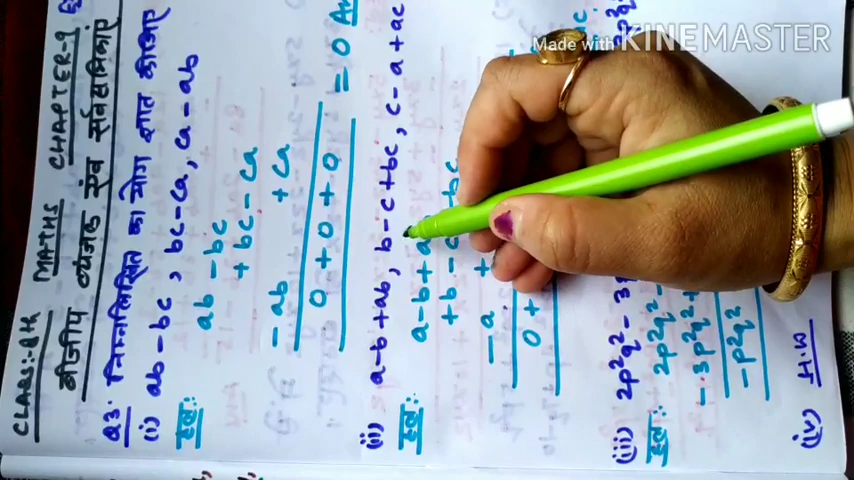 CLASS:-8th MATHS CHAPTER-9
बीजीय व्यंजक एंव सर्वसमिकाएं
Q3. निम्नलिखित का योग ज्ञात कीजिए
(i) ab-bc, bc-ca, ca-ab
हल:- ab-bc
+bc-ca
-ab +ca
0+0+0 = 0 Ans
(ii) a-b+ab, b-c+bc, c-a+ac
हल:- a-b+a
+b-c bc
-a +
0+
(iii) 2p²q²-3
हल:- 2p²q²-
-3p²q²+
-p²q²
(iv) H.W
Made with KINEMASTER